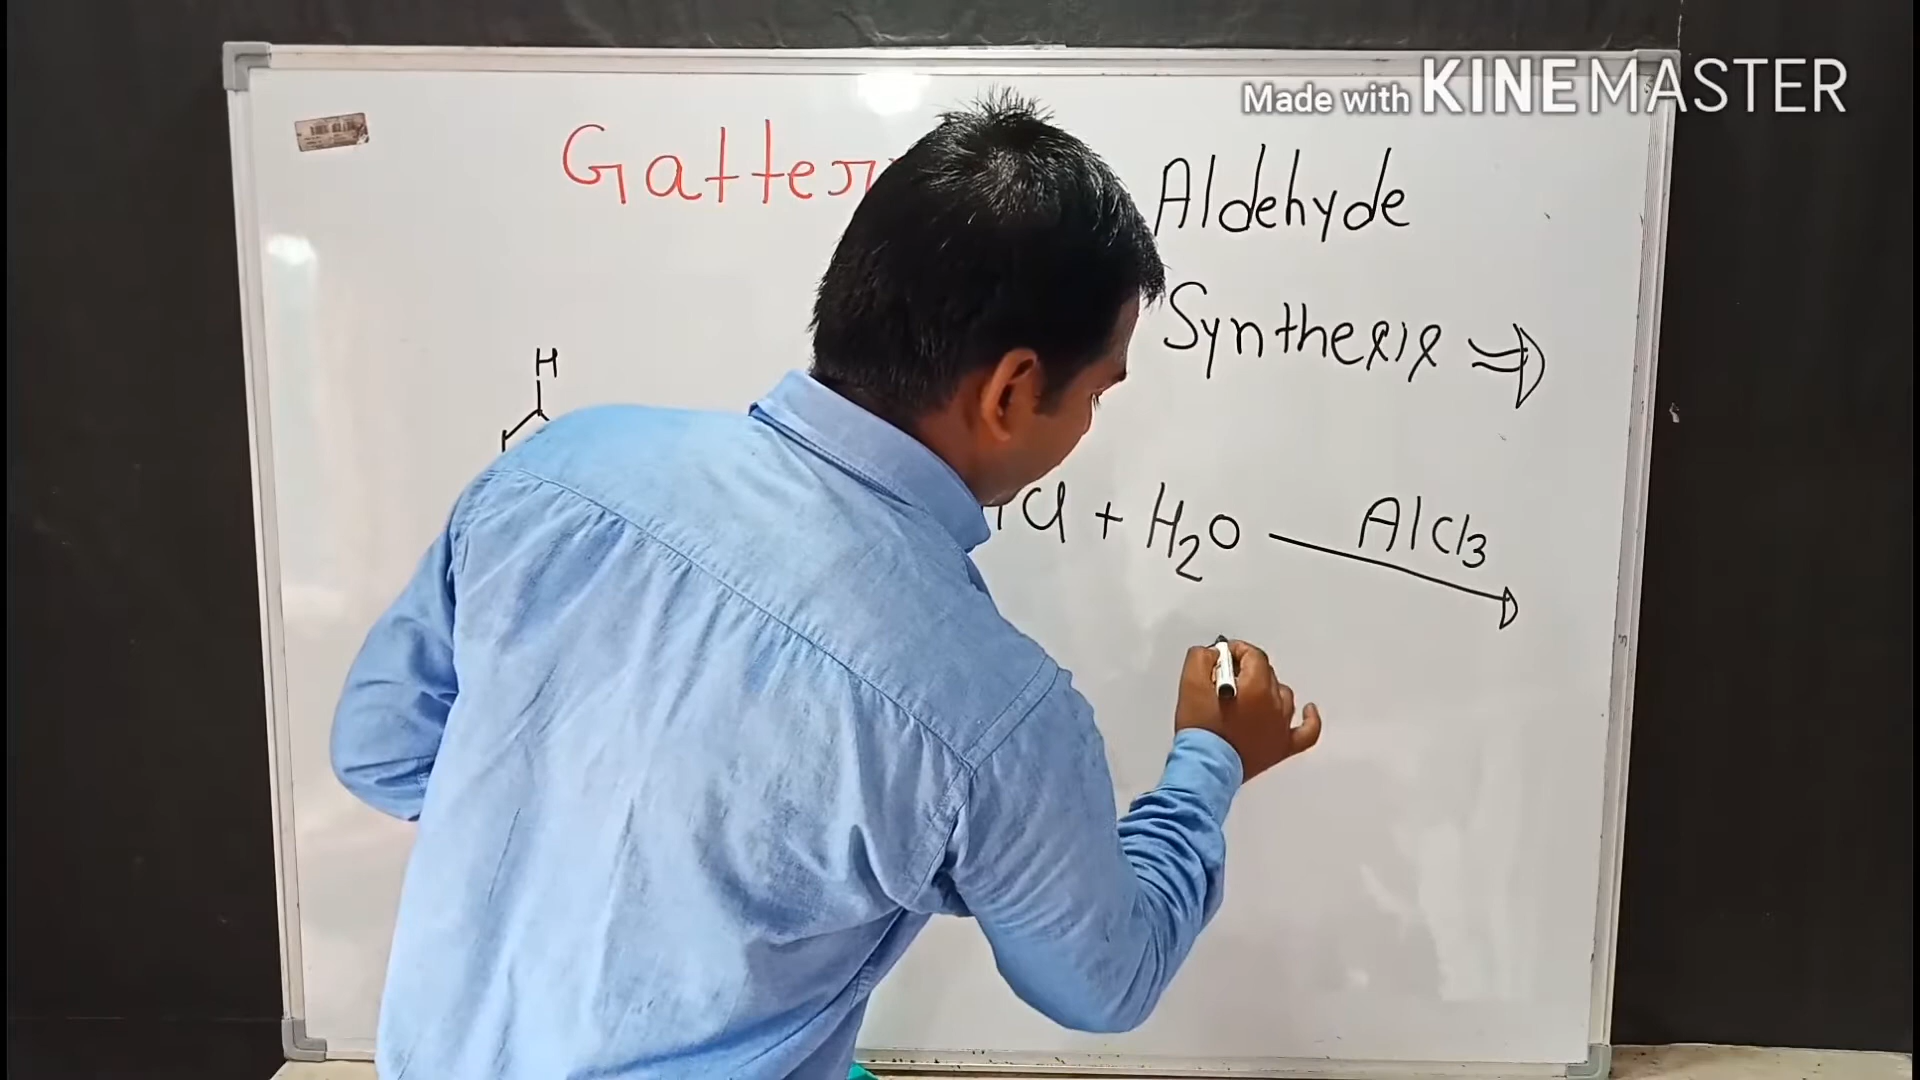 Made with KINEMASTER
Gatter Aldehyde
Synthesis ⇒
H
Cl + H2O AlCl3 →